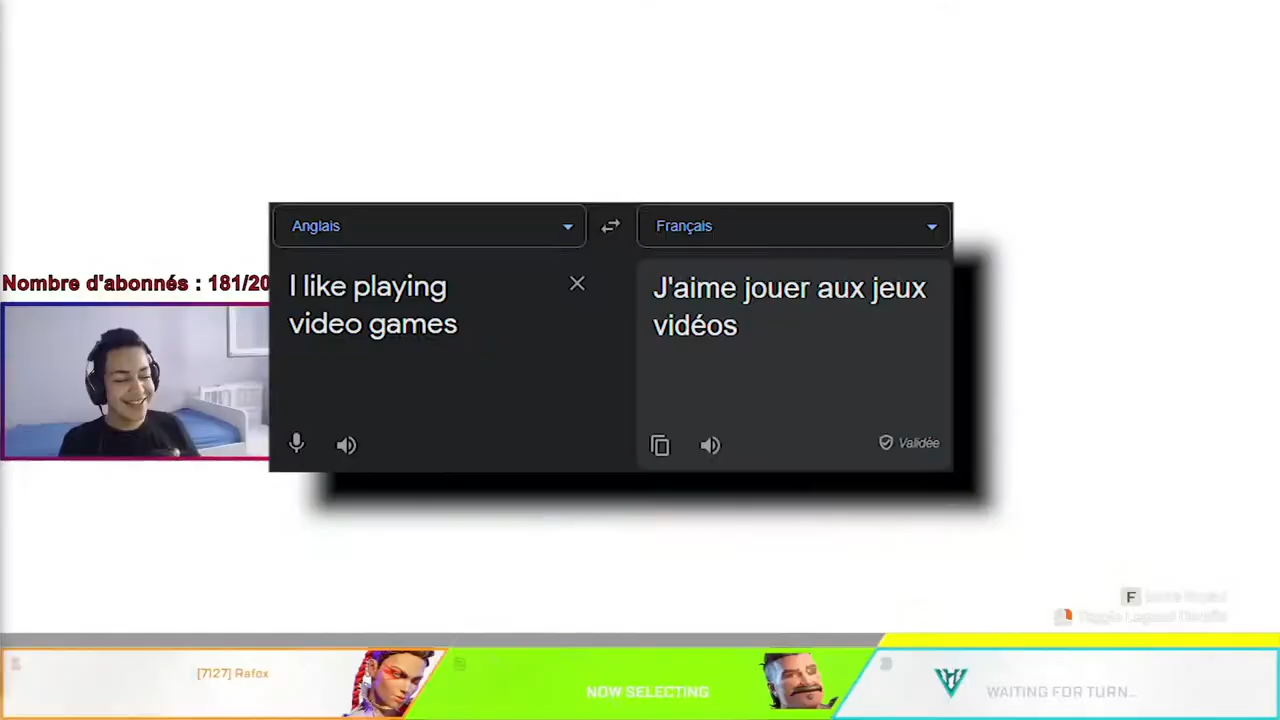 Anglais
Français
I like playing
video games
J'aime jouer aux jeux
vidéos
Validée
Nombre d'abonnés : 181/20
F
[7127] Rafox
NOW SELECTING
WAITING FOR TURN...